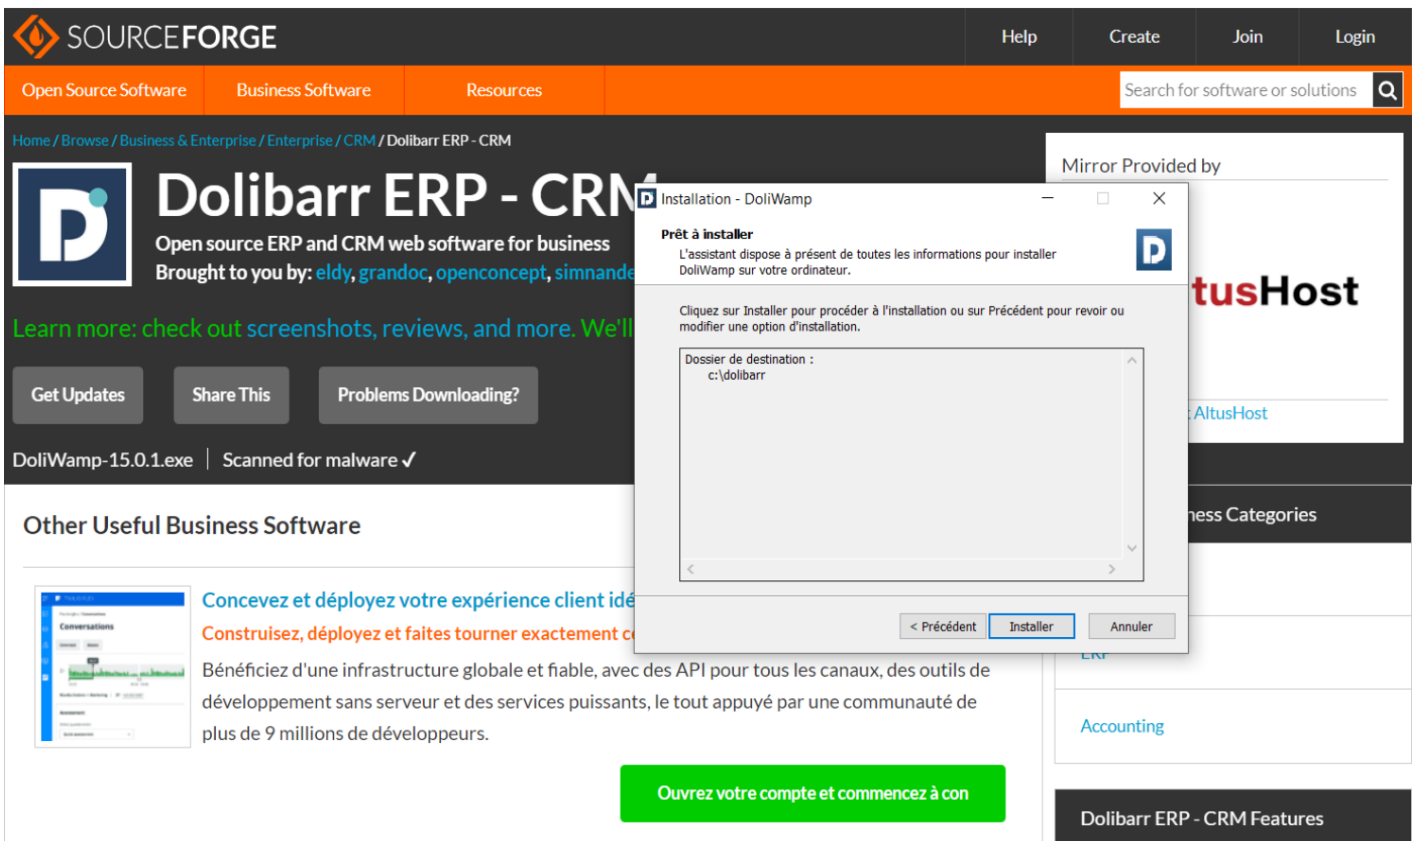 SOURCEFORGE
Help
Create
Join
Login
Open Source Software
Business Software
Resources
Search for software or solutions
Home / Browse / Business & Enterprise / Enterprise / CRM / Dolibarr ERP - CRM
Dolibarr ERP - CRM
Open source ERP and CRM web software for business
Brought to you by: eldy, grandoc, openconcept, simnande
Learn more: check out screenshots, reviews, and more. We'll
Get Updates
Share This
Problems Downloading?
DoliWamp-15.0.1.exe
Scanned for malware ✓
Mirror Provided by
tusHost
AltusHost
Installation - DoliWamp
Prêt à installer
L'assistant dispose à présent de toutes les informations pour installer
DoliWamp sur votre ordinateur.
Cliquez sur Installer pour procéder à l'installation ou sur Précédent pour revoir ou
modifier une option d'installation.
Dossier de destination :
c:\dolibarr
< Précédent
Installer
Annuler
Other Useful Business Software
Conversations
Concevez et déployez votre expérience client idé
Construisez, déployez et faites tourner exactement c
Bénéficiez d'une infrastructure globale et fiable, avec des API pour tous les canaux, des outils de
développement sans serveur et des services puissants, le tout appuyé par une communauté de
plus de 9 millions de développeurs.
Ouvrez votre compte et commencez à con
ness Categories
ERP
Accounting
Dolibarr ERP - CRM Features